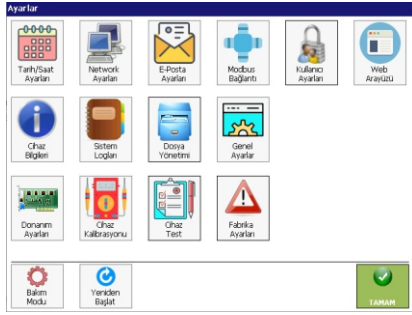 Ayarlar
Tarih/Saat
Ayarları
Network
Ayarları
E-Posta
Ayarları
Modbus
Bağlantı
Kullanıcı
Ayarları
Web
Arayüzü
Cihaz
Bilgileri
Sistem
Logları
Dosya
Yönetimi
Genel
Ayarlar
Donanım
Ayarları
Cihaz
Kalibrasyonu
Cihaz
Test
Fabrika
Ayarları
Bakım
Modu
Yeniden
Başlat
TAMAM